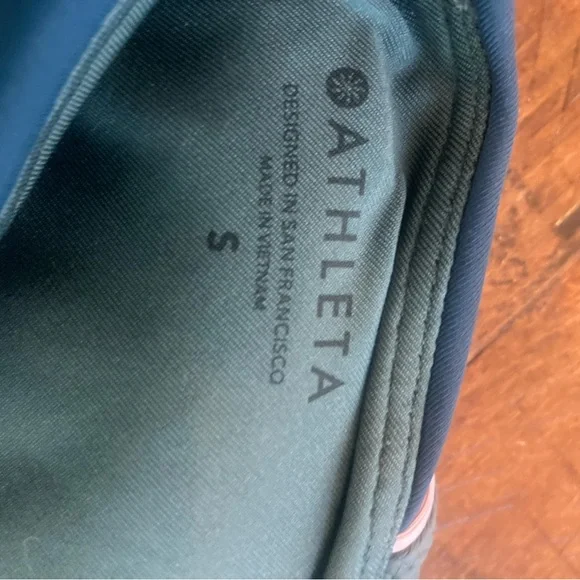 ATHLETA
DESIGNED IN SAN FRANCISCO
MADE IN VIETNAM
S